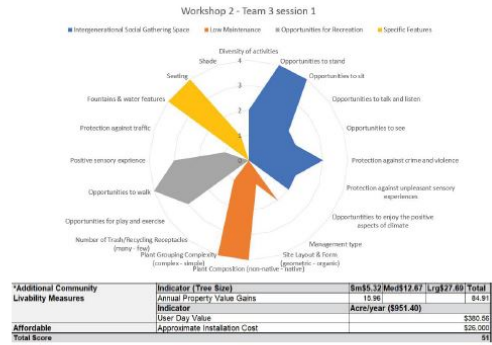 Workshop 2 - Team 3 session 1
Intergenerational Social Gathering Space
Low Maintenance
Opportunities for Recreation
Specific Features
Diversity of activities
Shade
Opportunities to stand
Seating
Opportunities to sit
Fountains & water features
Opportunities to talk and listen
Protection against traffic
Opportunities to see
Positive sensory exprience
Protection against crime and violence
Opportunities to walk
Protection against unpleasant sensory
experiences
Opportunities for play and exercise
Opportunities to enjoy the positive
aspects of climate
Number of Trash/Recycling Receptacles
(many - few)
Management type
Plant Grouping Complexity
(complex - simple)
Site Layout & Form
(geometric - organic)
Plant Composition (non-native - native)
4
3
2
1
*Additional Community
Livability Measures
Indicator (Tree Size) Sm$5.32 Med$12.67 Lrg$27.69 Total
Annual Property Value Gains 15.96 84.91
Indicator Acre/year ($951.40)
User Day Value $380.56
Affordable Approximate Installation Cost $26,000
Total Score 51